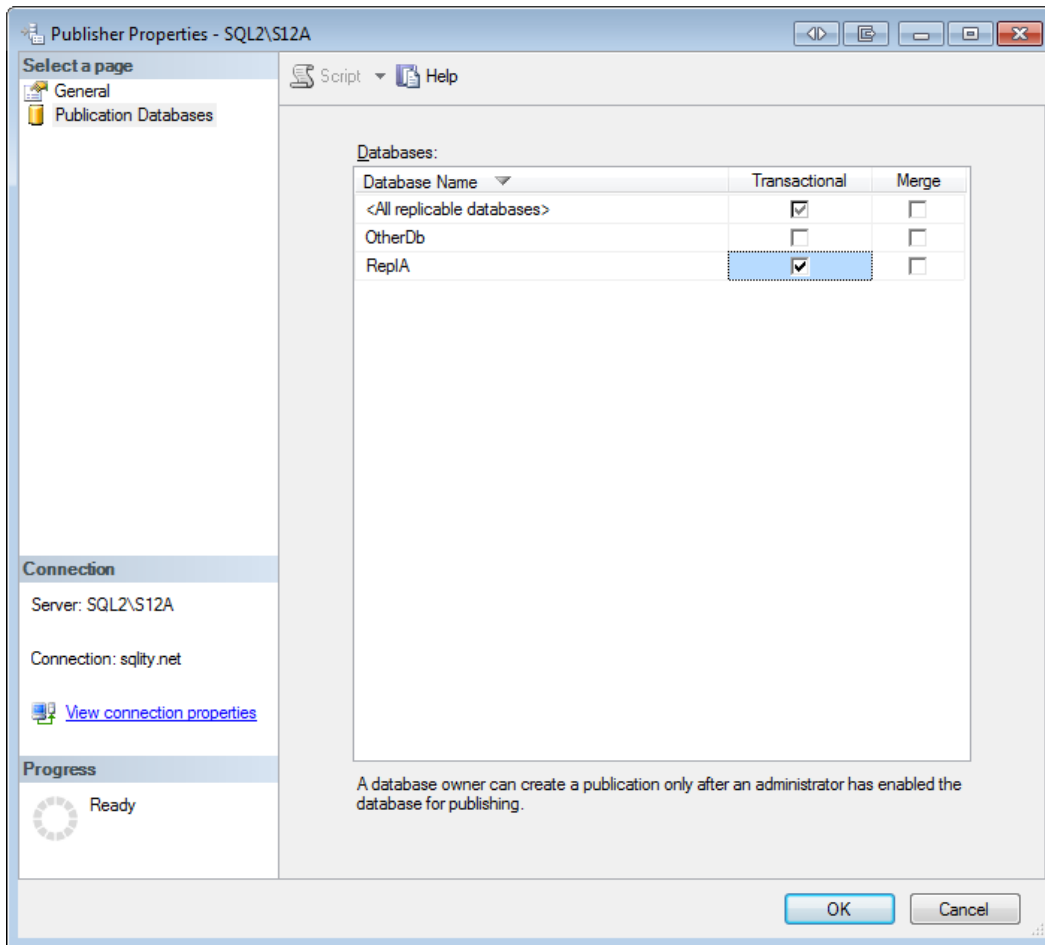 Publisher Properties - SQL2\S12A
Select a page
General
Publication Databases
Script
Help
Databases:
Database Name Transactional Merge
<All replicable databases>
OtherDb
ReplA
Connection
Server: SQL2\S12A
Connection: sqlity.net
View connection properties
Progress
Ready
A database owner can create a publication only after an administrator has enabled the
database for publishing.
OK Cancel